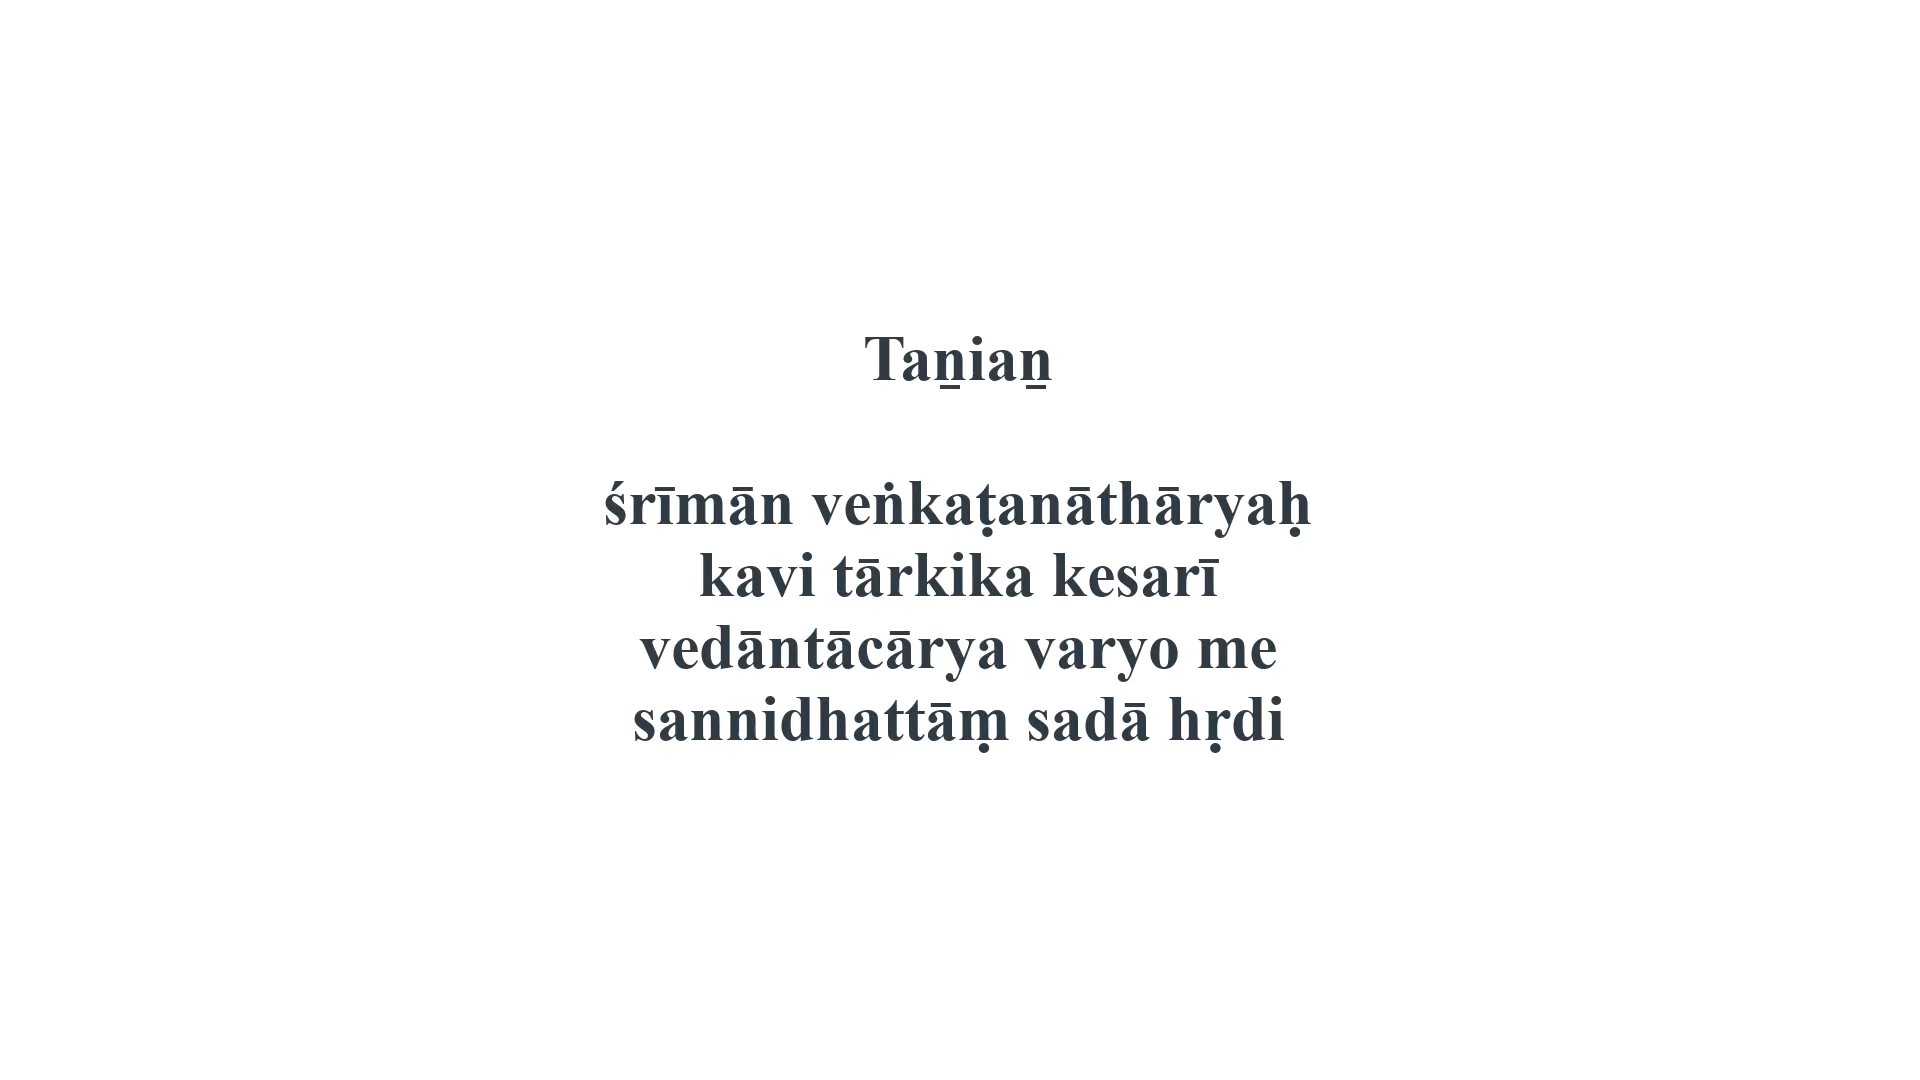 Taṉiaṉ
śrīmān veṅkaṭanāthāryaḥ
kavi tārkika kesarī
vedāntācārya varyo me
sannidhattāṃ sadā hṛdi